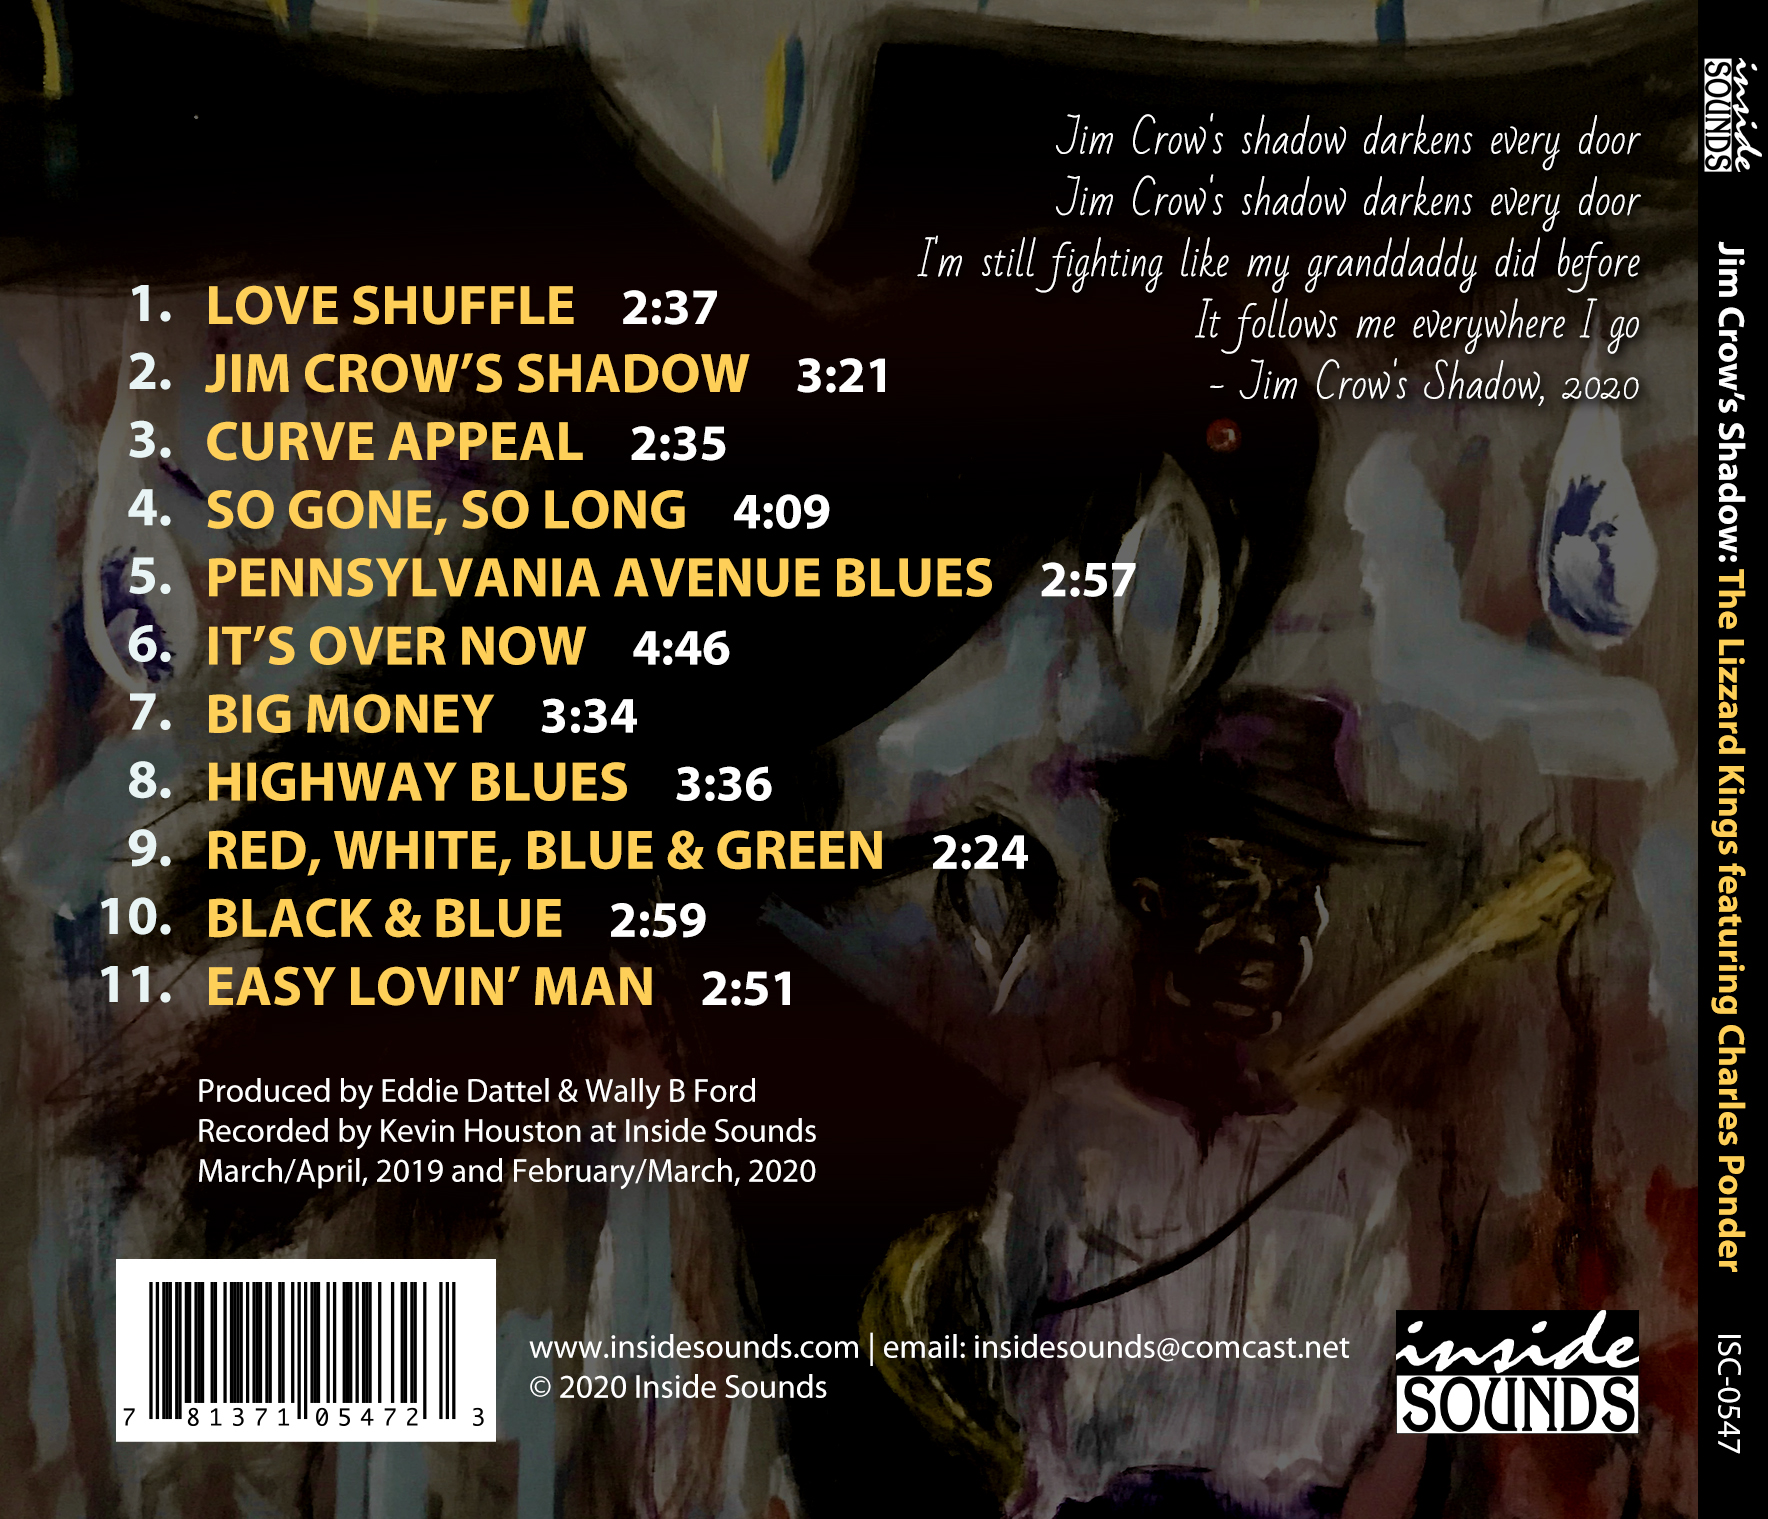 Jim Crow's shadow darkens every door
Jim Crow's shadow darkens every door
I'm still fighting like my granddaddy did before
It follows me everywhere I go
- Jim Crow's Shadow, 2020
1. LOVE SHUFFLE 2:37
2. JIM CROW’S SHADOW 3:21
3. CURVE APPEAL 2:35
4. SO GONE, SO LONG 4:09
5. PENNSYLVANIA AVENUE BLUES 2:57
6. IT’S OVER NOW 4:46
7. BIG MONEY 3:34
8. HIGHWAY BLUES 3:36
9. RED, WHITE, BLUE & GREEN 2:24
10. BLACK & BLUE 2:59
11. EASY LOVIN’ MAN 2:51
Produced by Eddie Dattel & Wally B Ford
Recorded by Kevin Houston at Inside Sounds
March/April, 2019 and February/March, 2020
7 81371 05472 3
www.insidesounds.com | email: insidesounds@comcast.net
© 2020 Inside Sounds
inside
SOUNDS
inside
SOUNDS
Jim Crow’s Shadow: The Lizzard Kings featuring Charles Ponder
ISC-0547